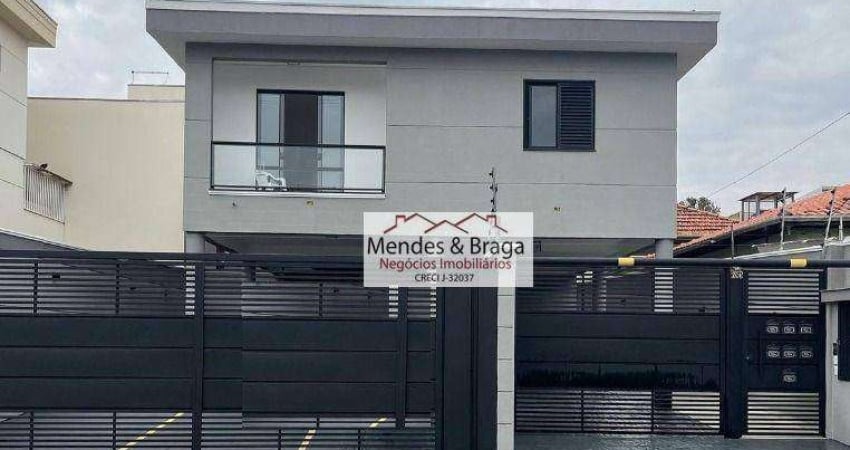 Mendes & Braga
Negócios Imobiliários
CRECI J-32037